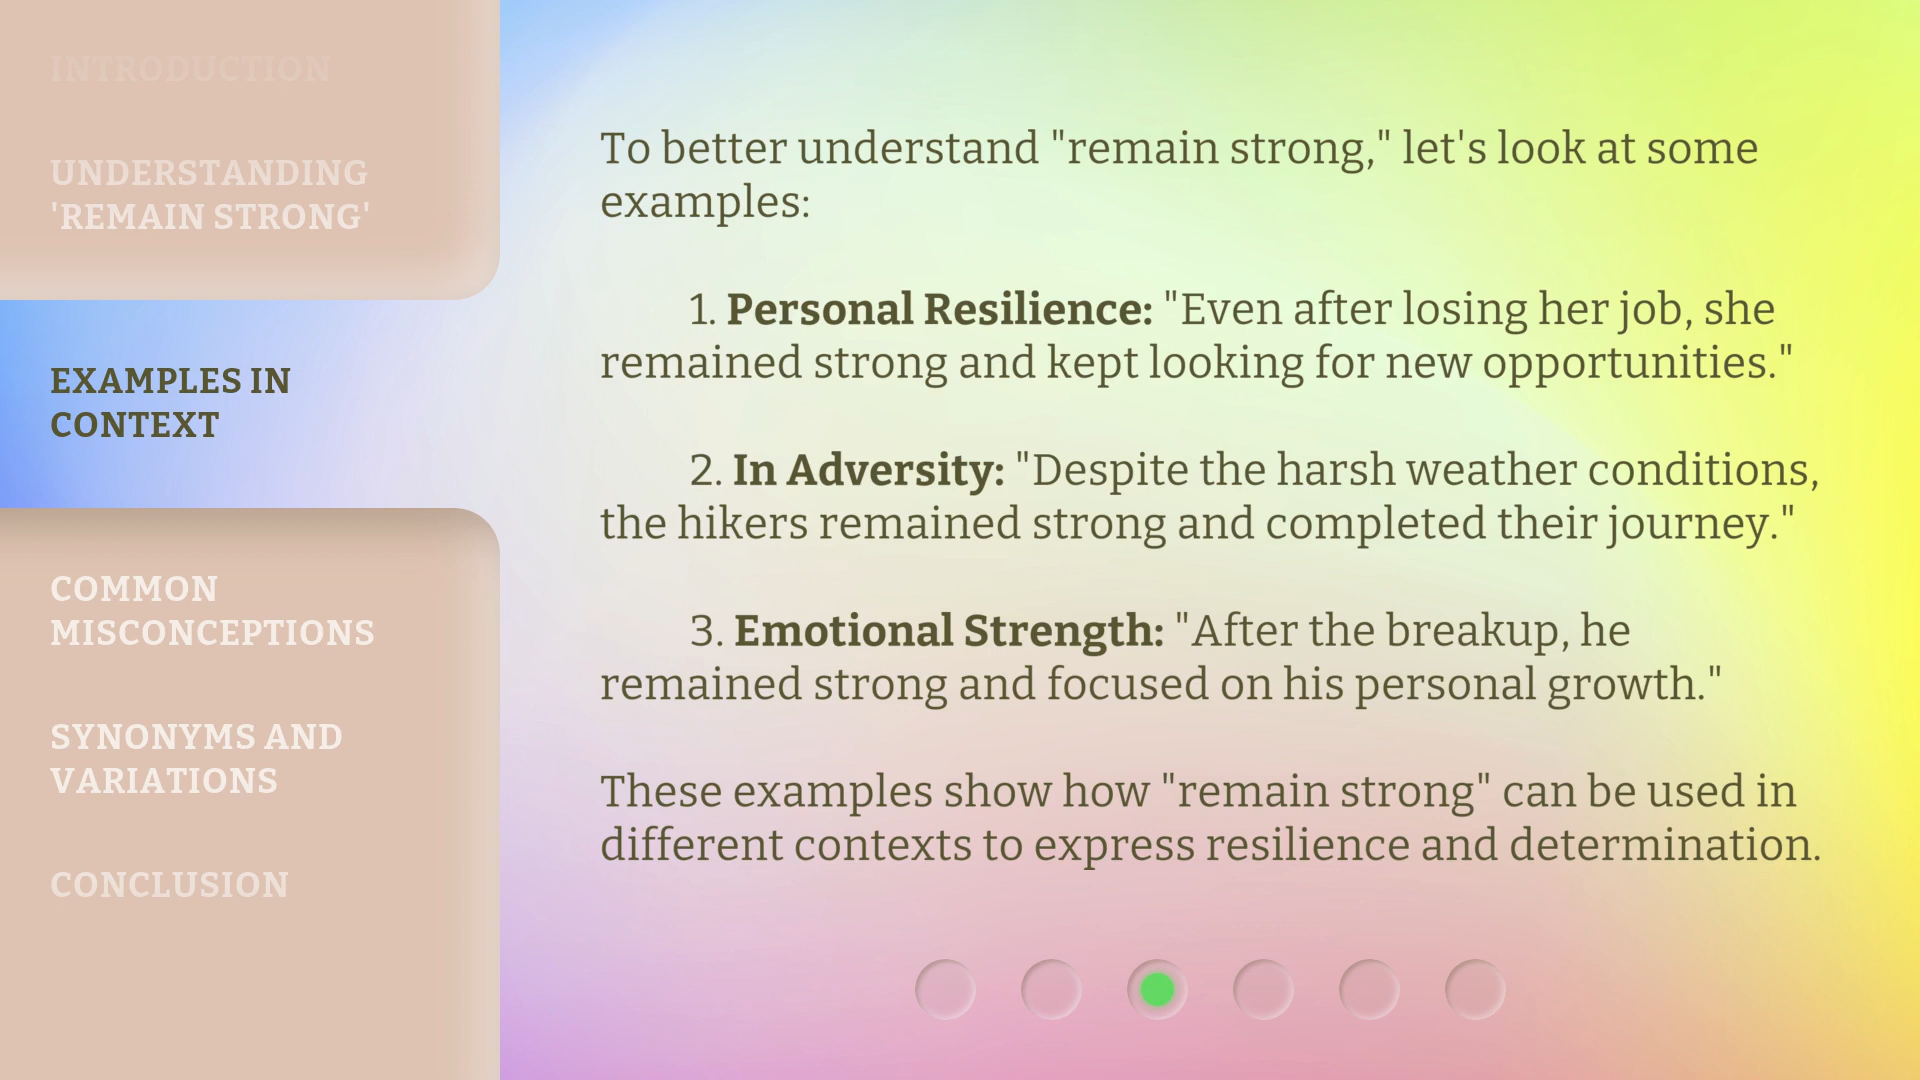 INTRODUCTION
UNDERSTANDING
'REMAIN STRONG'
EXAMPLES IN
CONTEXT
COMMON
MISCONCEPTIONS
SYNONYMS AND
VARIATIONS
CONCLUSION
To better understand "remain strong," let's look at some
examples:
1. Personal Resilience: "Even after losing her job, she
remained strong and kept looking for new opportunities."
2. In Adversity: "Despite the harsh weather conditions,
the hikers remained strong and completed their journey."
3. Emotional Strength: "After the breakup, he
remained strong and focused on his personal growth."
These examples show how "remain strong" can be used in
different contexts to express resilience and determination.